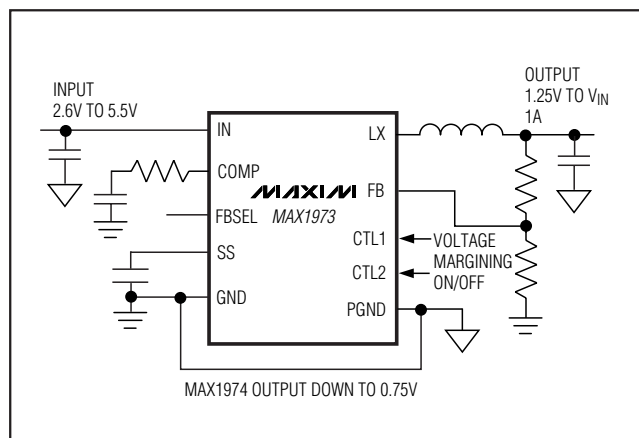 INPUT
2.6V TO 5.5V
OUTPUT
1.25V TO VIN
1A
IN
LX
COMP
MAXIM
MAX1973
FB
FBSEL
CTL1
VOLTAGE
MARGINING
ON/OFF
SS
CTL2
GND
PGND
MAX1974 OUTPUT DOWN TO 0.75V